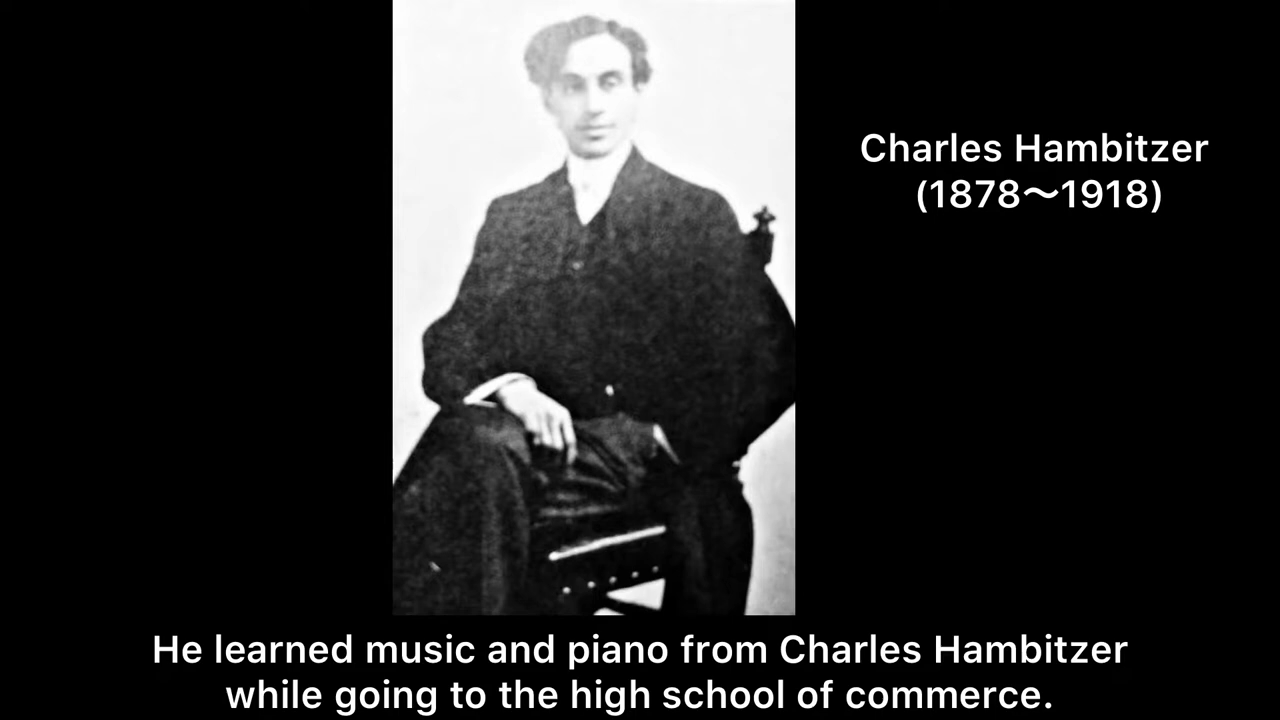 Charles Hambitzer
(1878〜1918)
He learned music and piano from Charles Hambitzer
while going to the high school of commerce.